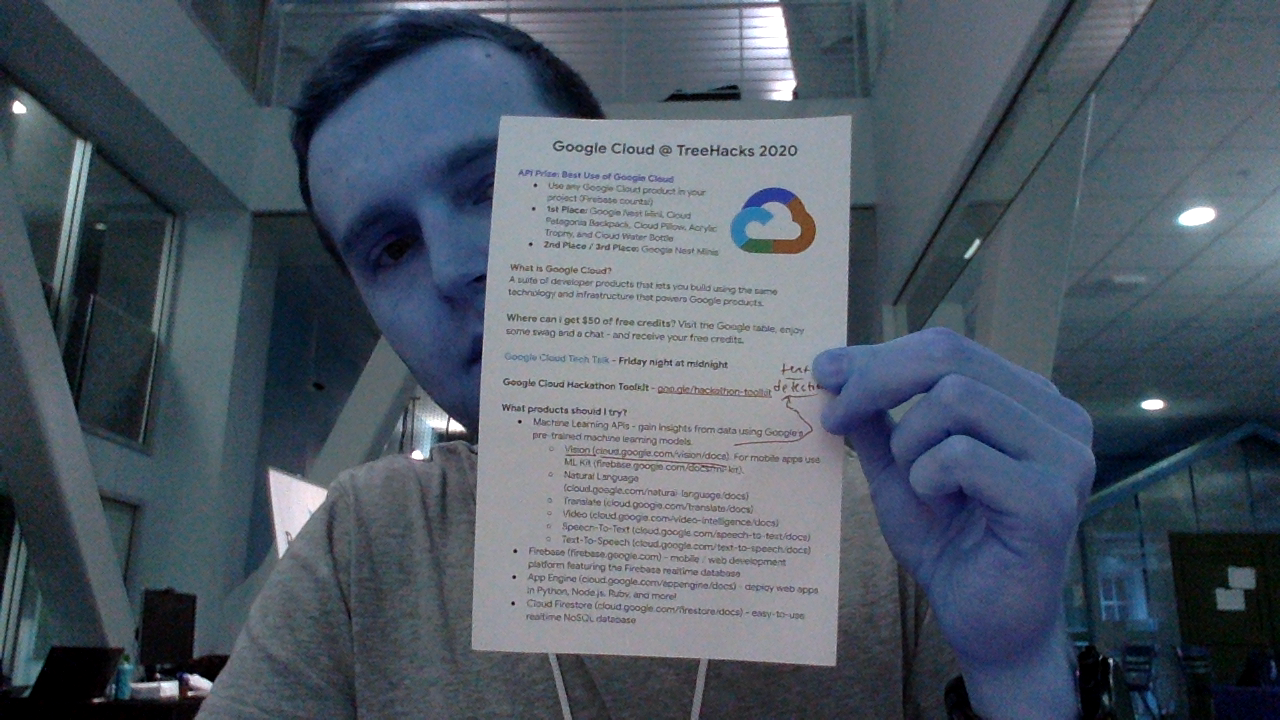 Google Cloud @ TreeHacks 2020
API Prize: Best Use of Google Cloud
• Use any Google Cloud product in your
project (Firebase counts!)
• 1st Place: Google Nest Mini, Cloud
Patagonia Backpack, Cloud Pillow, Acrylic
Trophy, and Cloud Water Bottle
• 2nd Place / 3rd Place: Google Nest Minis
What is Google Cloud?
A suite of developer products that lets you build using the same
technology and infrastructure that powers Google products.
Where can I get $50 of free credits? Visit the Google table, enjoy
some swag and a chat - and receive your free credits.
Google Cloud Tech Talk - Friday night at midnight
text
Google Cloud Hackathon Toolkit - goo.gle/hackathon-toolkit
What products should I try?
• Machine Learning APIs - gain insights from data using Google's
pre-trained machine learning models.
○ Vision (cloud.google.com/vision/docs). For mobile apps use
ML Kit (firebase.google.com/docs/ml-kit).
○ Natural Language
(cloud.google.com/natural-language/docs)
○ Translate (cloud.google.com/translate/docs)
○ Video (cloud.google.com/video-intelligence/docs)
○ Speech-To-Text (cloud.google.com/speech-to-text/docs)
○ Text-To-Speech (cloud.google.com/text-to-speech/docs)
• Firebase (firebase.google.com) - mobile / web development
platform featuring the Firebase realtime database
• App Engine (cloud.google.com/appengine/docs) - deploy web apps
in Python, Node.js, Ruby, and more!
• Cloud Firestore (cloud.google.com/firestore/docs) - easy-to-use
realtime NoSQL database